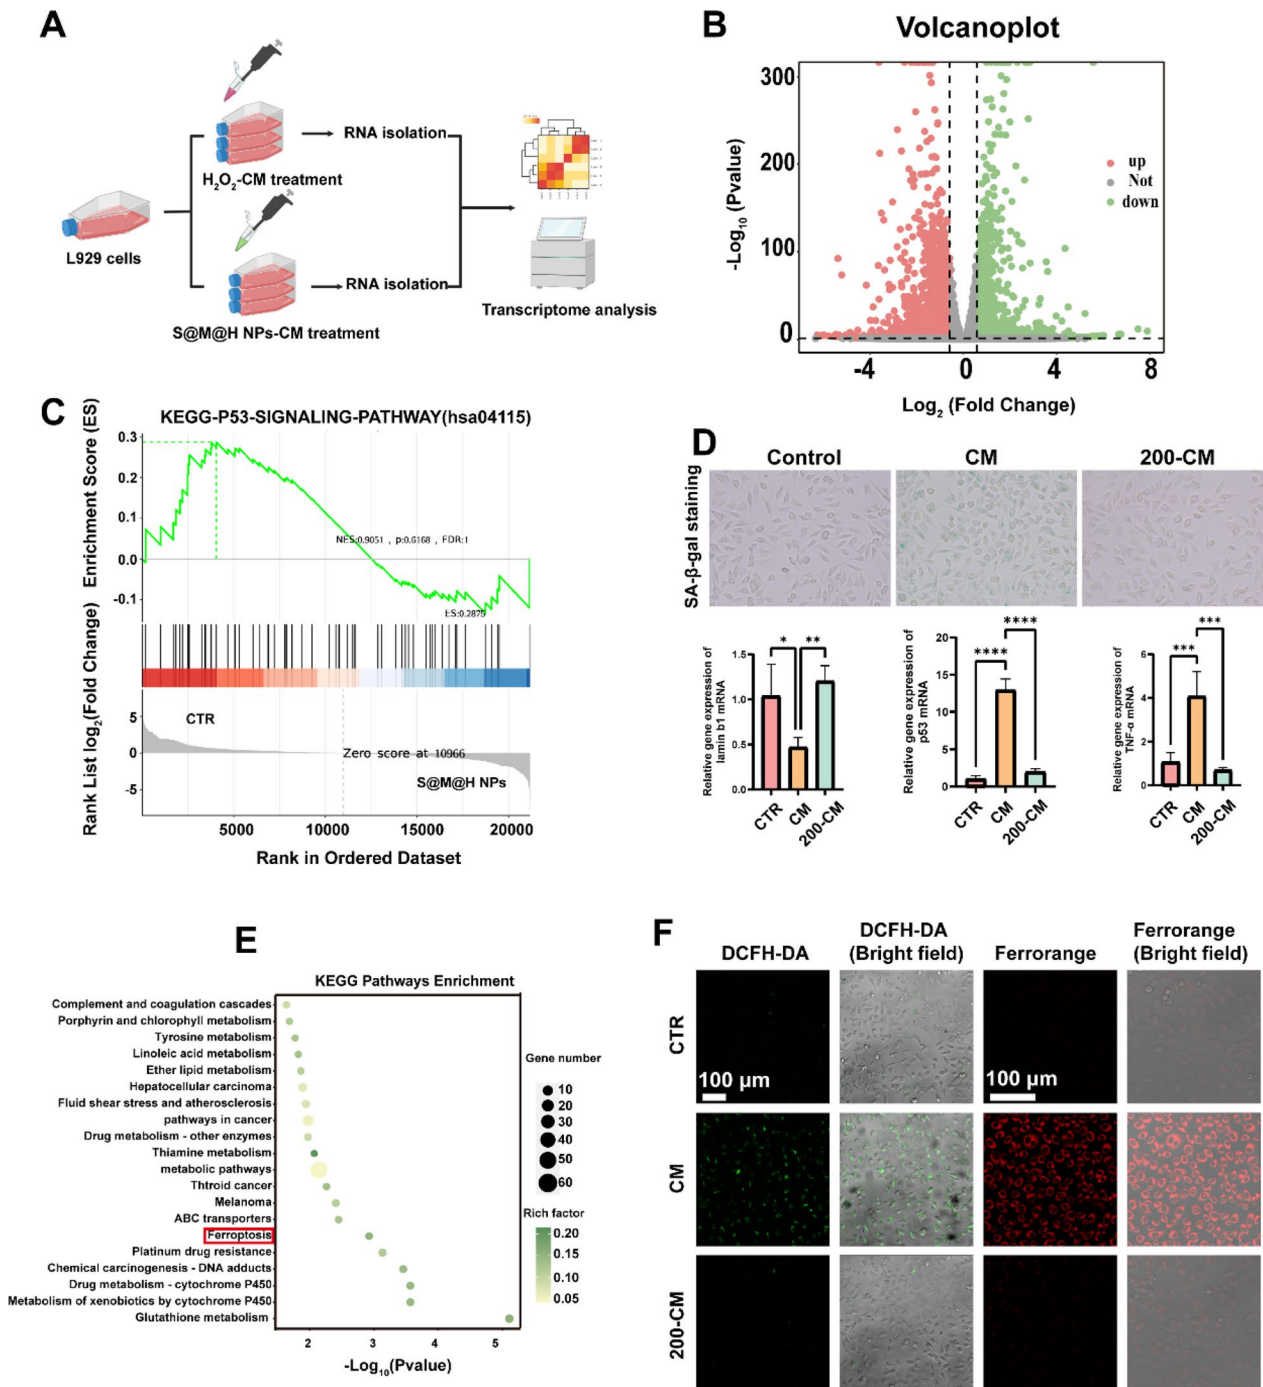 A
H₂O₂-CM treatment
RNA isolation
L929 cells
S@M@H NPs-CM treatment
RNA isolation
Transcriptome analysis
B
Volcanoplot
-Log₁₀ (Pvalue)
300
200
100
0
-4
0
4
8
Log₂ (Fold Change)
up
Not
down
C
KEGG-P53-SIGNALING-PATHWAY(hsa04115)
Enrichment Score (ES)
0.3
0.2
0.1
0.0
-0.1
NES:0.9051 , p:0.6168 , FDR:1
ES:0.2875
Rank List log₂(Fold Change)
5
0
-5
CTR
Zero score at 10966
S@M@H NPs
5000
10000
15000
20000
Rank in Ordered Dataset
D
Control
CM
200-CM
SA-β-gal staining
Relative gene expression of
lamin b1 mRNA
1.5
1.0
0.5
0.0
*
**
CTR
CM
200-CM
Relative gene expression of
p53 mRNA
20
15
10
5
0
****
****
CTR
CM
200-CM
Relative gene expression of
TNF-α mRNA
6
4
2
0
***
***
CTR
CM
200-CM
E
KEGG Pathways Enrichment
Complement and coagulation cascades
Porphyrin and chlorophyll metabolism
Tyrosine metabolism
Linoleic acid metabolism
Ether lipid metabolism
Hepatocellular carcinoma
Fluid shear stress and atherosclerosis
pathways in cancer
Drug metabolism - other enzymes
Thiamine metabolism
metabolic pathways
Thtroid cancer
Melanoma
ABC transporters
Ferroptosis
Platinum drug resistance
Chemical carcinogenesis - DNA adducts
Drug metabolism - cytochrome P450
Metabolism of xenobiotics by cytochrome P450
Glutathione metabolism
2
3
4
5
-Log₁₀(Pvalue)
Gene number
10
20
30
40
50
60
Rich factor
0.20
0.15
0.10
0.05
F
DCFH-DA
DCFH-DA
(Bright field)
Ferrorange
Ferrorange
(Bright field)
CTR
100 μm
100 μm
CM
200-CM